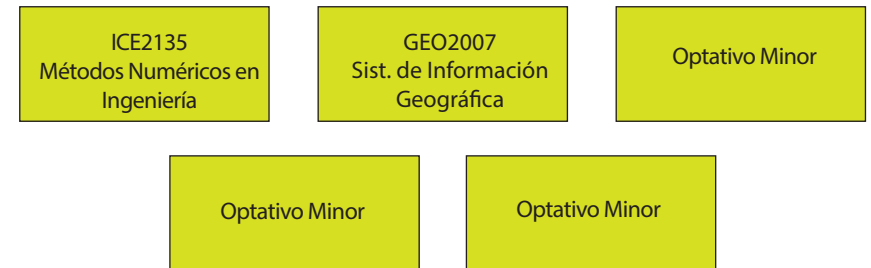 ICE2135
Métodos Numéricos en
Ingeniería
GEO2007
Sist. de Información
Geográfica
Optativo Minor
Optativo Minor
Optativo Minor